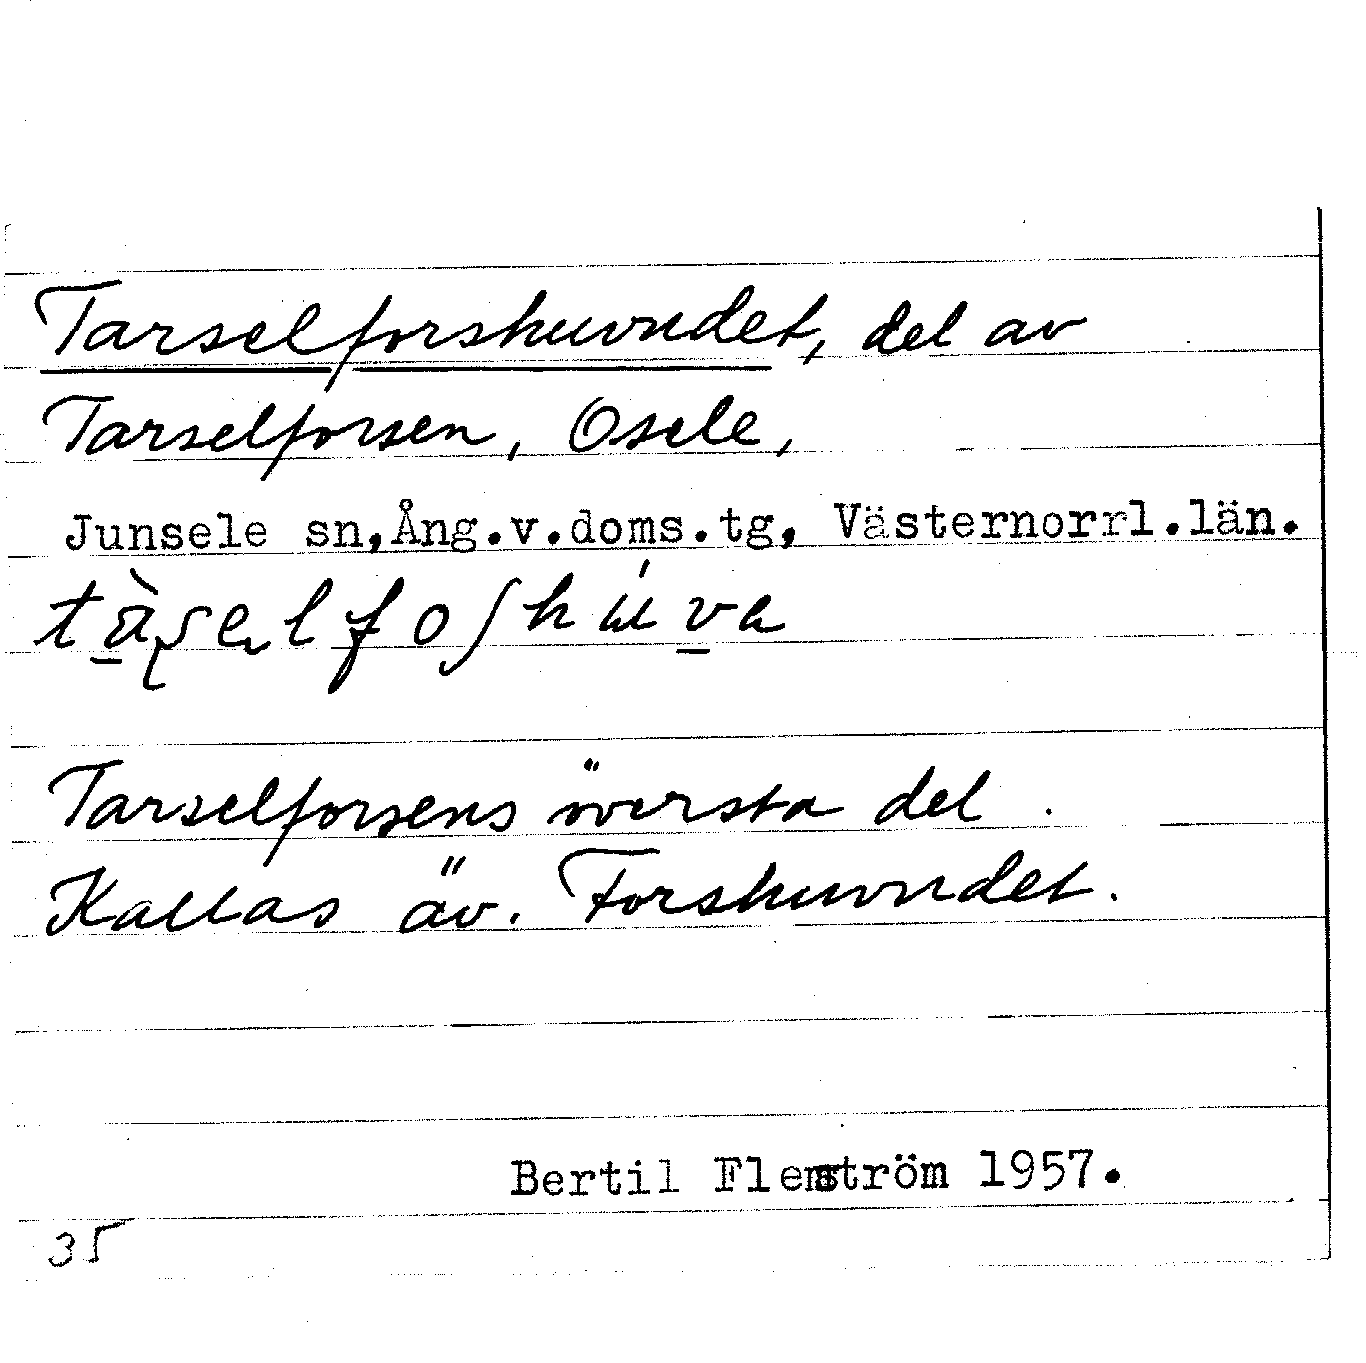 Tarselforshuvudet, del av
Tarselforsen, Osele,
Junsele sn,Ång.v.doms.tg, Västernorrl.län.
Tarselforsens översta del.
Kallas äv. Forshuvudet.
Bertil Flemström 1957.
35